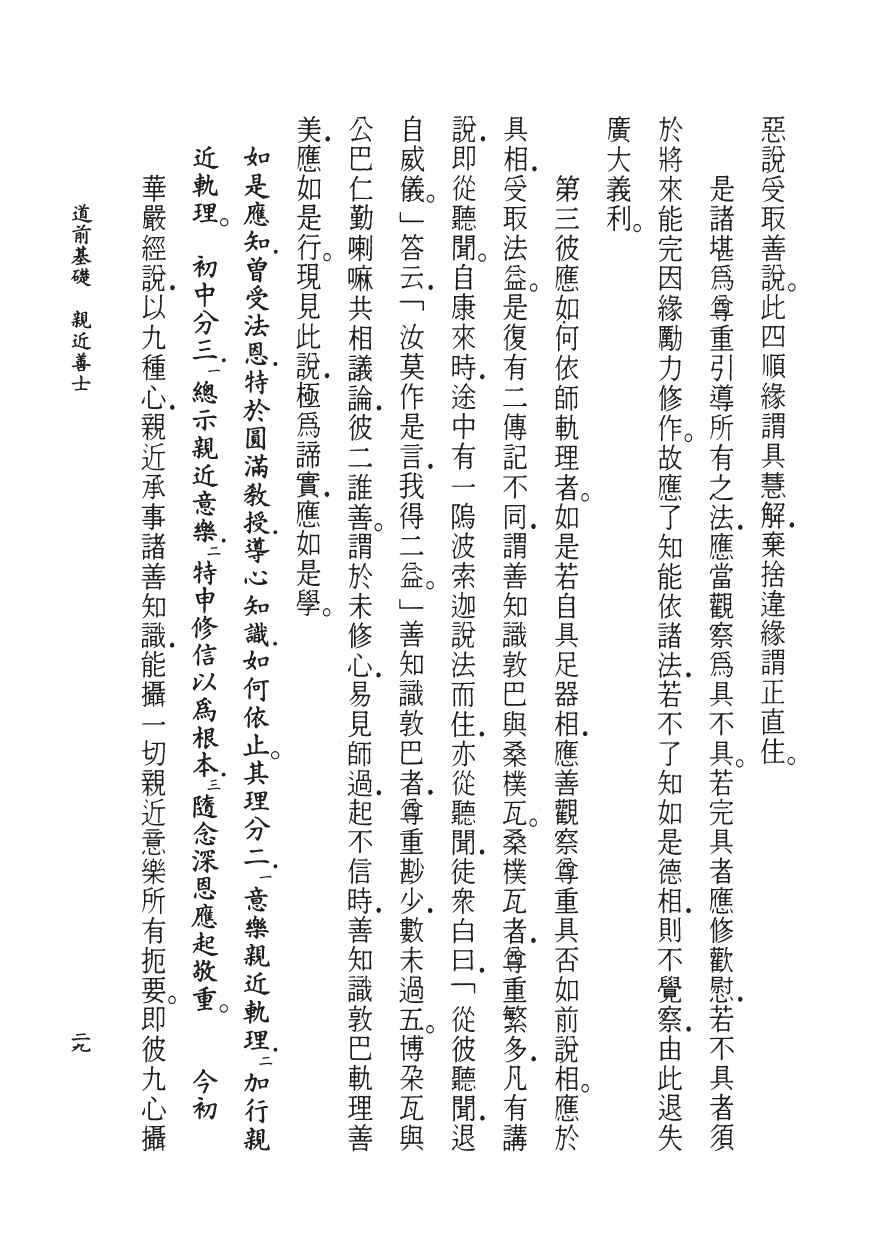 惡說受取善說。此四順緣謂具慧解．棄捨違緣謂正直住。
是諸堪爲尊重引導所有之法．應當觀察爲具不具。若完具者應修歡慰．若不具者須
於將來能完因緣勵力修作。故應了知能依諸法．若不了知如是德相．則不覺察．由此退失
廣大義利。
第三彼應如何依師軌理者。如是若自具足器相．應善觀察尊重具否如前說相。應於
具相．受取法益。是復有二傳記不同．謂善知識敦巴與桑樸瓦。桑樸瓦者．尊重繁多．凡有講
說．即從聽聞。自康來時．途中有一鄔波索迦說法而住．亦從聽聞．徒衆白曰．「從彼聽聞．退
自威儀。」答云．「汝莫作是言．我得二益。」善知識敦巴者．尊重尠少．數未過五。博朶瓦與
公巴仁勤喇嘛共相議論．彼二誰善。謂於未修心．易見師過．起不信時．善知識敦巴軌理善
美．應如是行。現見此說．極爲諦實．應如是學。
如是應知．曾受法恩．特於圓滿教授．導心知識．如何依止。其理分二．一意樂親近軌理．二加行親
近軌理。　初中分三．一總示親近意樂．二特申修信以爲根本．三隨念深恩應起敬重。　今初
華嚴經說．以九種心．親近承事諸善知識．能攝一切親近意樂所有扼要。即彼九心攝
道前基礎　親近善士
二九